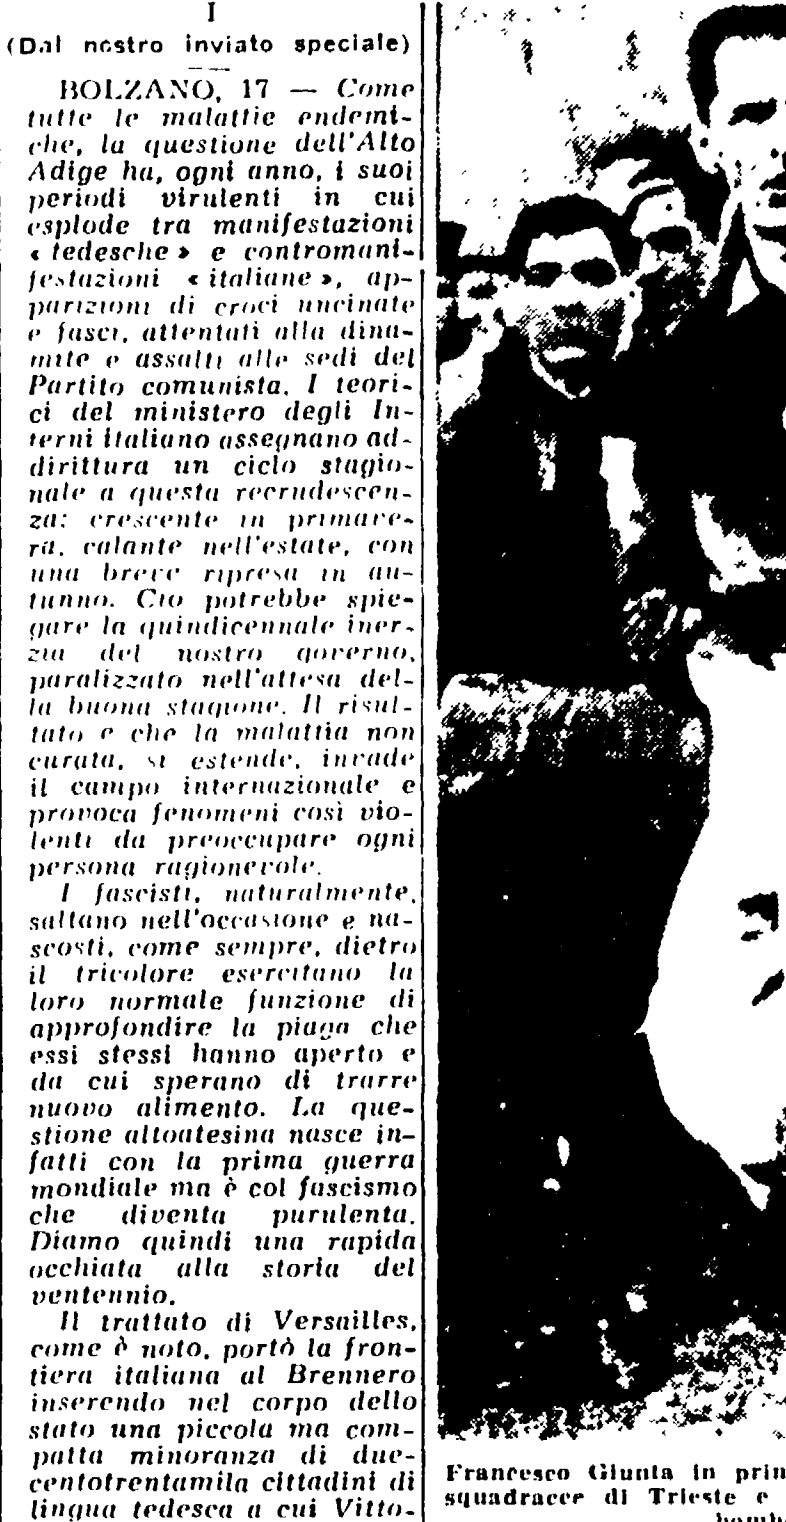 I
(Dal nostro inviato speciale)
BOLZANO, 17 — Come
tutte le malattie endemi-
che, la questione dell'Alto
Adige ha, ogni anno, i suoi
periodi virulenti in cui
esplode tra manifestazioni
« tedesche » e contromani-
festazioni « italiane », ap-
parizioni di croci uncinate
e fasci, attentati alla dina-
mite e assalti alle sedi del
Partito comunista. I teori-
ci del ministero degli In-
terni italiano assegnano ad-
dirittura un ciclo stagio-
nale a questa recrudescen-
za: crescente in primave-
ra, calante nell'estate, con
una breve ripresa in au-
tunno. Ciò potrebbe spie-
gare la quindicennale iner-
zia del nostro governo,
paralizzato nell'attesa del-
la buona stagione. Il risul-
tato è che la malattia non
curata, si estende, invade
il campo internazionale e
provoca fenomeni così vio-
lenti da preoccupare ogni
persona ragionevole.
I fascisti, naturalmente,
saltano nell'occasione e na-
scosti, come sempre, dietro
il tricolore esercitano la
loro normale funzione di
approfondire la piaga che
essi stessi hanno aperto e
da cui sperano di trarre
nuovo alimento. La que-
stione altoatesina nasce in-
fatti con la prima guerra
mondiale ma è col fascismo
che diventa purulenta.
Diamo quindi una rapida
occhiata alla storia del
ventennio.
Il trattato di Versailles,
come è noto, portò la fron-
tiera italiana al Brennero
inserendo nel corpo dello
stato una piccola ma com-
patta minoranza di due-
centotrentamila cittadini di
lingua tedesca a cui Vitto-
Francesco Giunta in prim
squadracce di Trieste e
bomb